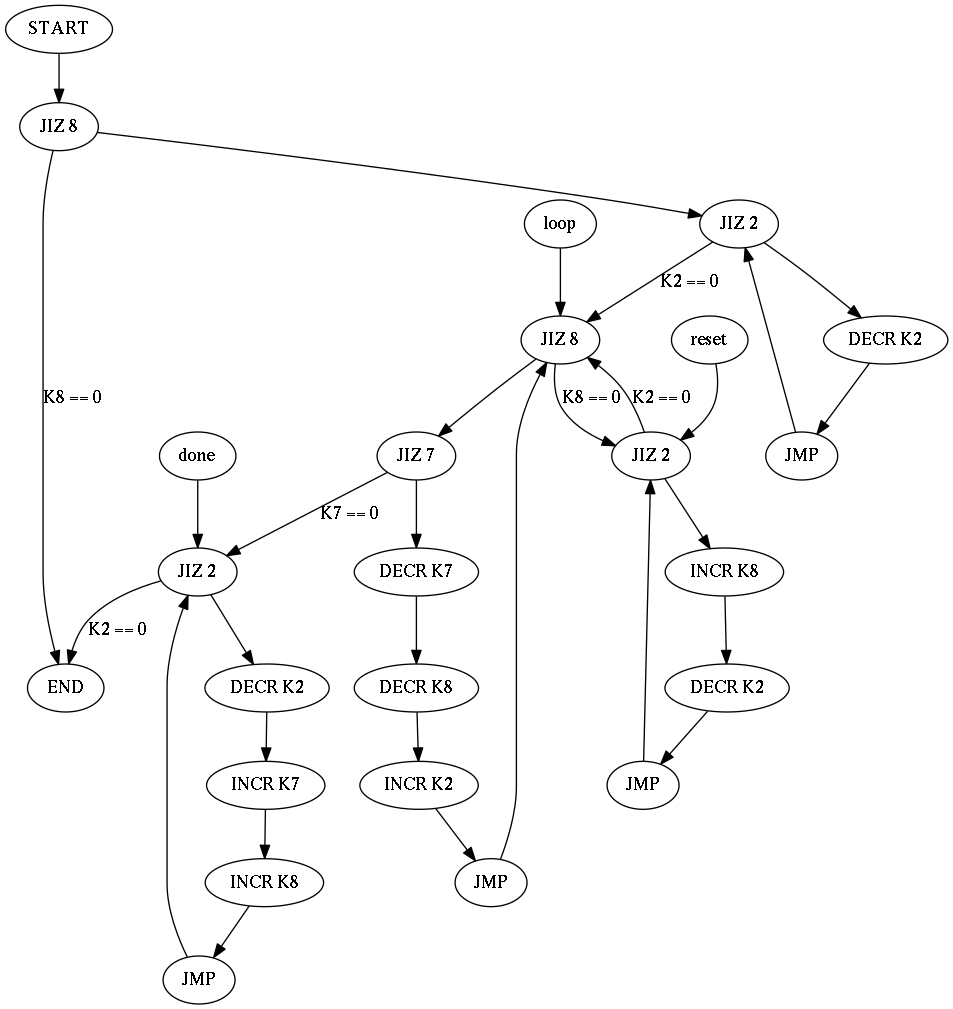 START
JIZ 8
loop
JIZ 2
K2 == 0
JIZ 8
reset
DECR K2
K8 == 0
K8 == 0
K2 == 0
done
JIZ 7
JIZ 2
JMP
K7 == 0
JIZ 2
DECR K7
INCR K8
K2 == 0
END
DECR K2
DECR K8
DECR K2
INCR K7
INCR K2
JMP
INCR K8
JMP
JMP